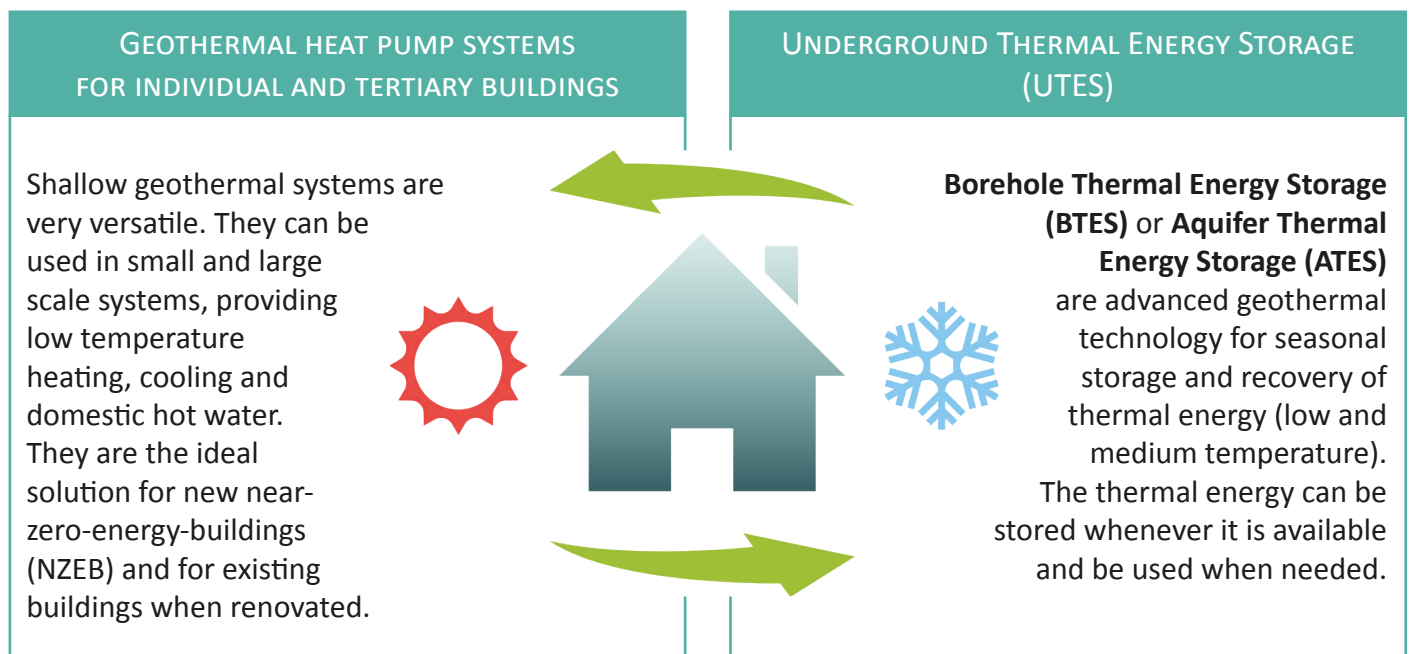 GEOTHERMAL HEAT PUMP SYSTEMS
FOR INDIVIDUAL AND TERTIARY BUILDINGS
Shallow geothermal systems are
very versatile. They can be
used in small and large
scale systems, providing
low temperature
heating, cooling and
domestic hot water.
They are the ideal
solution for new near-
zero-energy-buildings
(NZEB) and for existing
buildings when renovated.
UNDERGROUND THERMAL ENERGY STORAGE
(UTES)
Borehole Thermal Energy Storage
(BTES) or Aquifer Thermal
Energy Storage (ATES)
are advanced geothermal
technology for seasonal
storage and recovery of
thermal energy (low and
medium temperature).
The thermal energy can be
stored whenever it is available
and be used when needed.